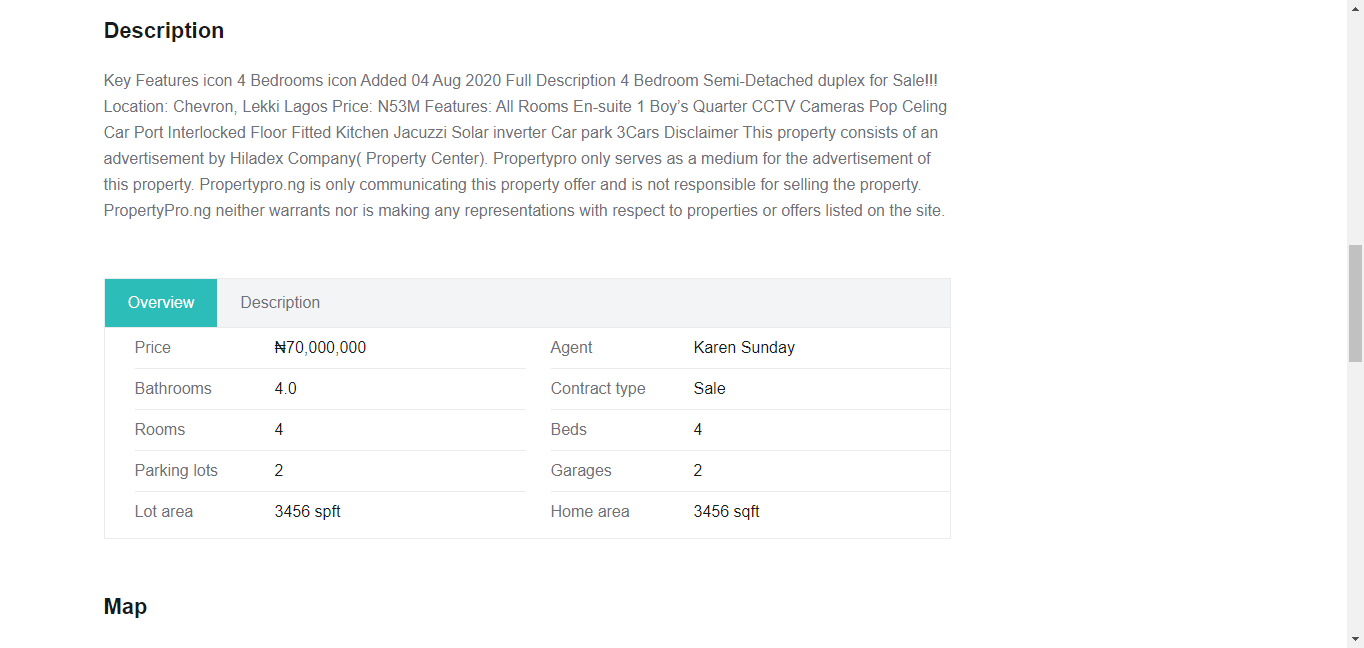 Description
Key Features icon 4 Bedrooms icon Added 04 Aug 2020 Full Description 4 Bedroom Semi-Detached duplex for Sale!!!
Location: Chevron, Lekki Lagos Price: N53M Features: All Rooms En-suite 1 Boy’s Quarter CCTV Cameras Pop Celing
Car Port Interlocked Floor Fitted Kitchen Jacuzzi Solar inverter Car park 3Cars Disclaimer This property consists of an
advertisement by Hiladex Company( Property Center). Propertypro only serves as a medium for the advertisement of
this property. Propertypro.ng is only communicating this property offer and is not responsible for selling the property.
PropertyPro.ng neither warrants nor is making any representations with respect to properties or offers listed on the site.
Overview Description
Price ₦70,000,000 Agent Karen Sunday
Bathrooms 4.0 Contract type Sale
Rooms 4 Beds 4
Parking lots 2 Garages 2
Lot area 3456 spft Home area 3456 sqft
Map